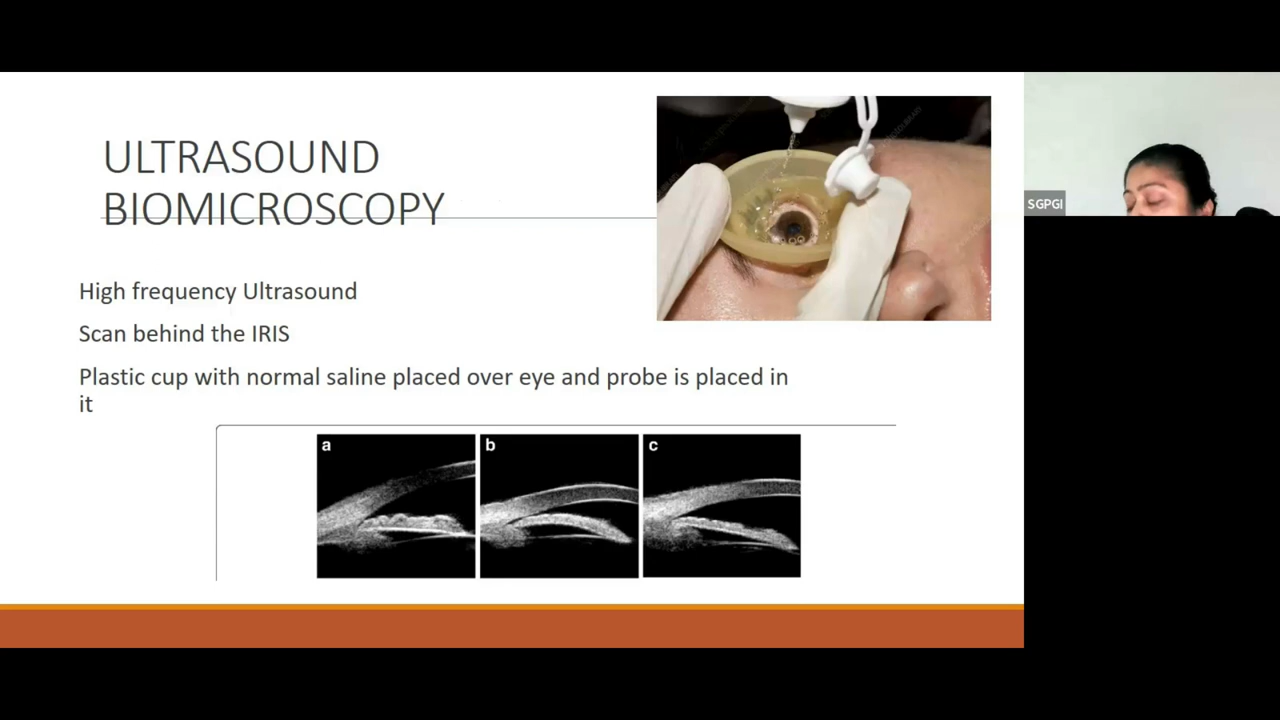 ULTRASOUND
BIOMICROSCOPY
High frequency Ultrasound
Scan behind the IRIS
Plastic cup with normal saline placed over eye and probe is placed in
it
a
b
c
SGPGI